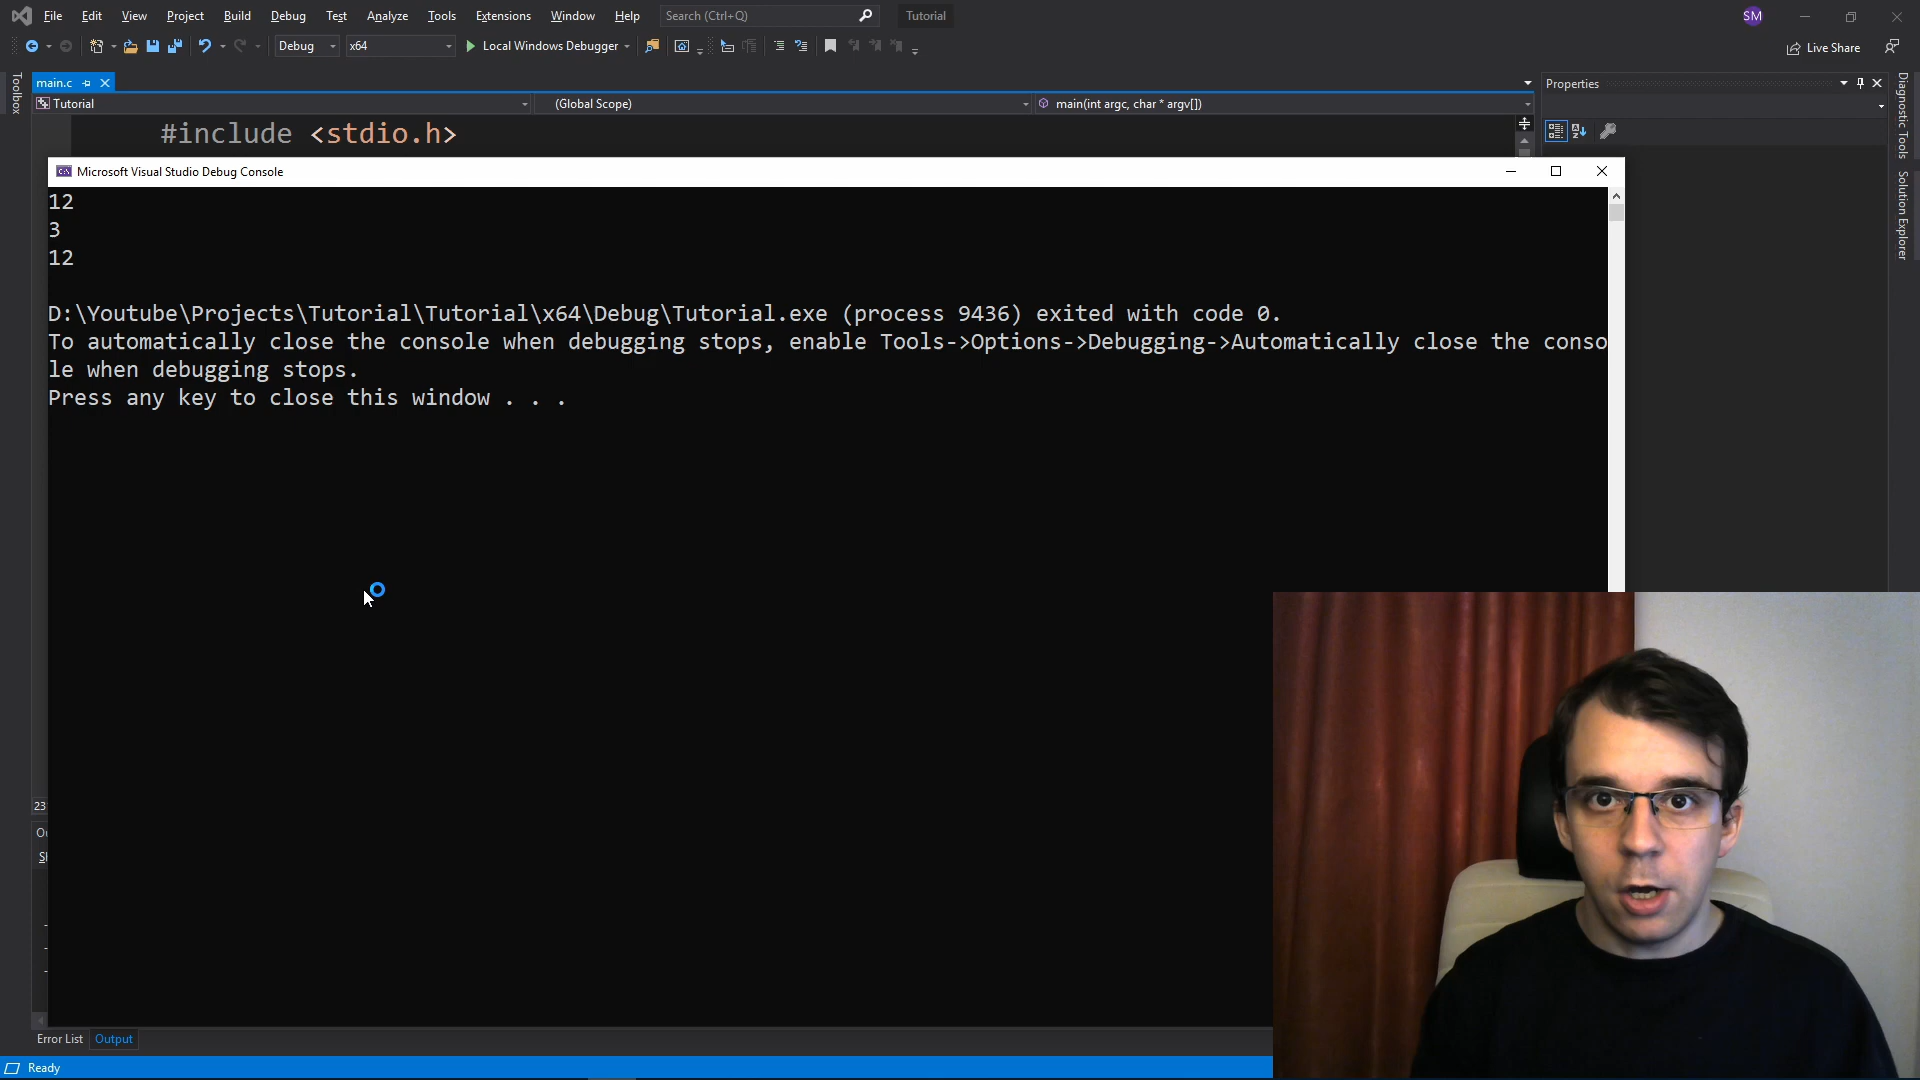 File Edit View Project Build Debug Test Analyze Tools Extensions Window Help Search (Ctrl+Q) Tutorial SM
Debug x64 Local Windows Debugger Live Share
Toolbox
main.c
Tutorial (Global Scope) main(int argc, char * argv[])
#include <stdio.h>
Properties
Diagnostic Tools
Solution Explorer
Microsoft Visual Studio Debug Console
12
3
12
D:\Youtube\Projects\Tutorial\Tutorial\x64\Debug\Tutorial.exe (process 9436) exited with code 0.
To automatically close the console when debugging stops, enable Tools->Options->Debugging->Automatically close the conso
le when debugging stops.
Press any key to close this window . . .
23
Error List Output
Ready